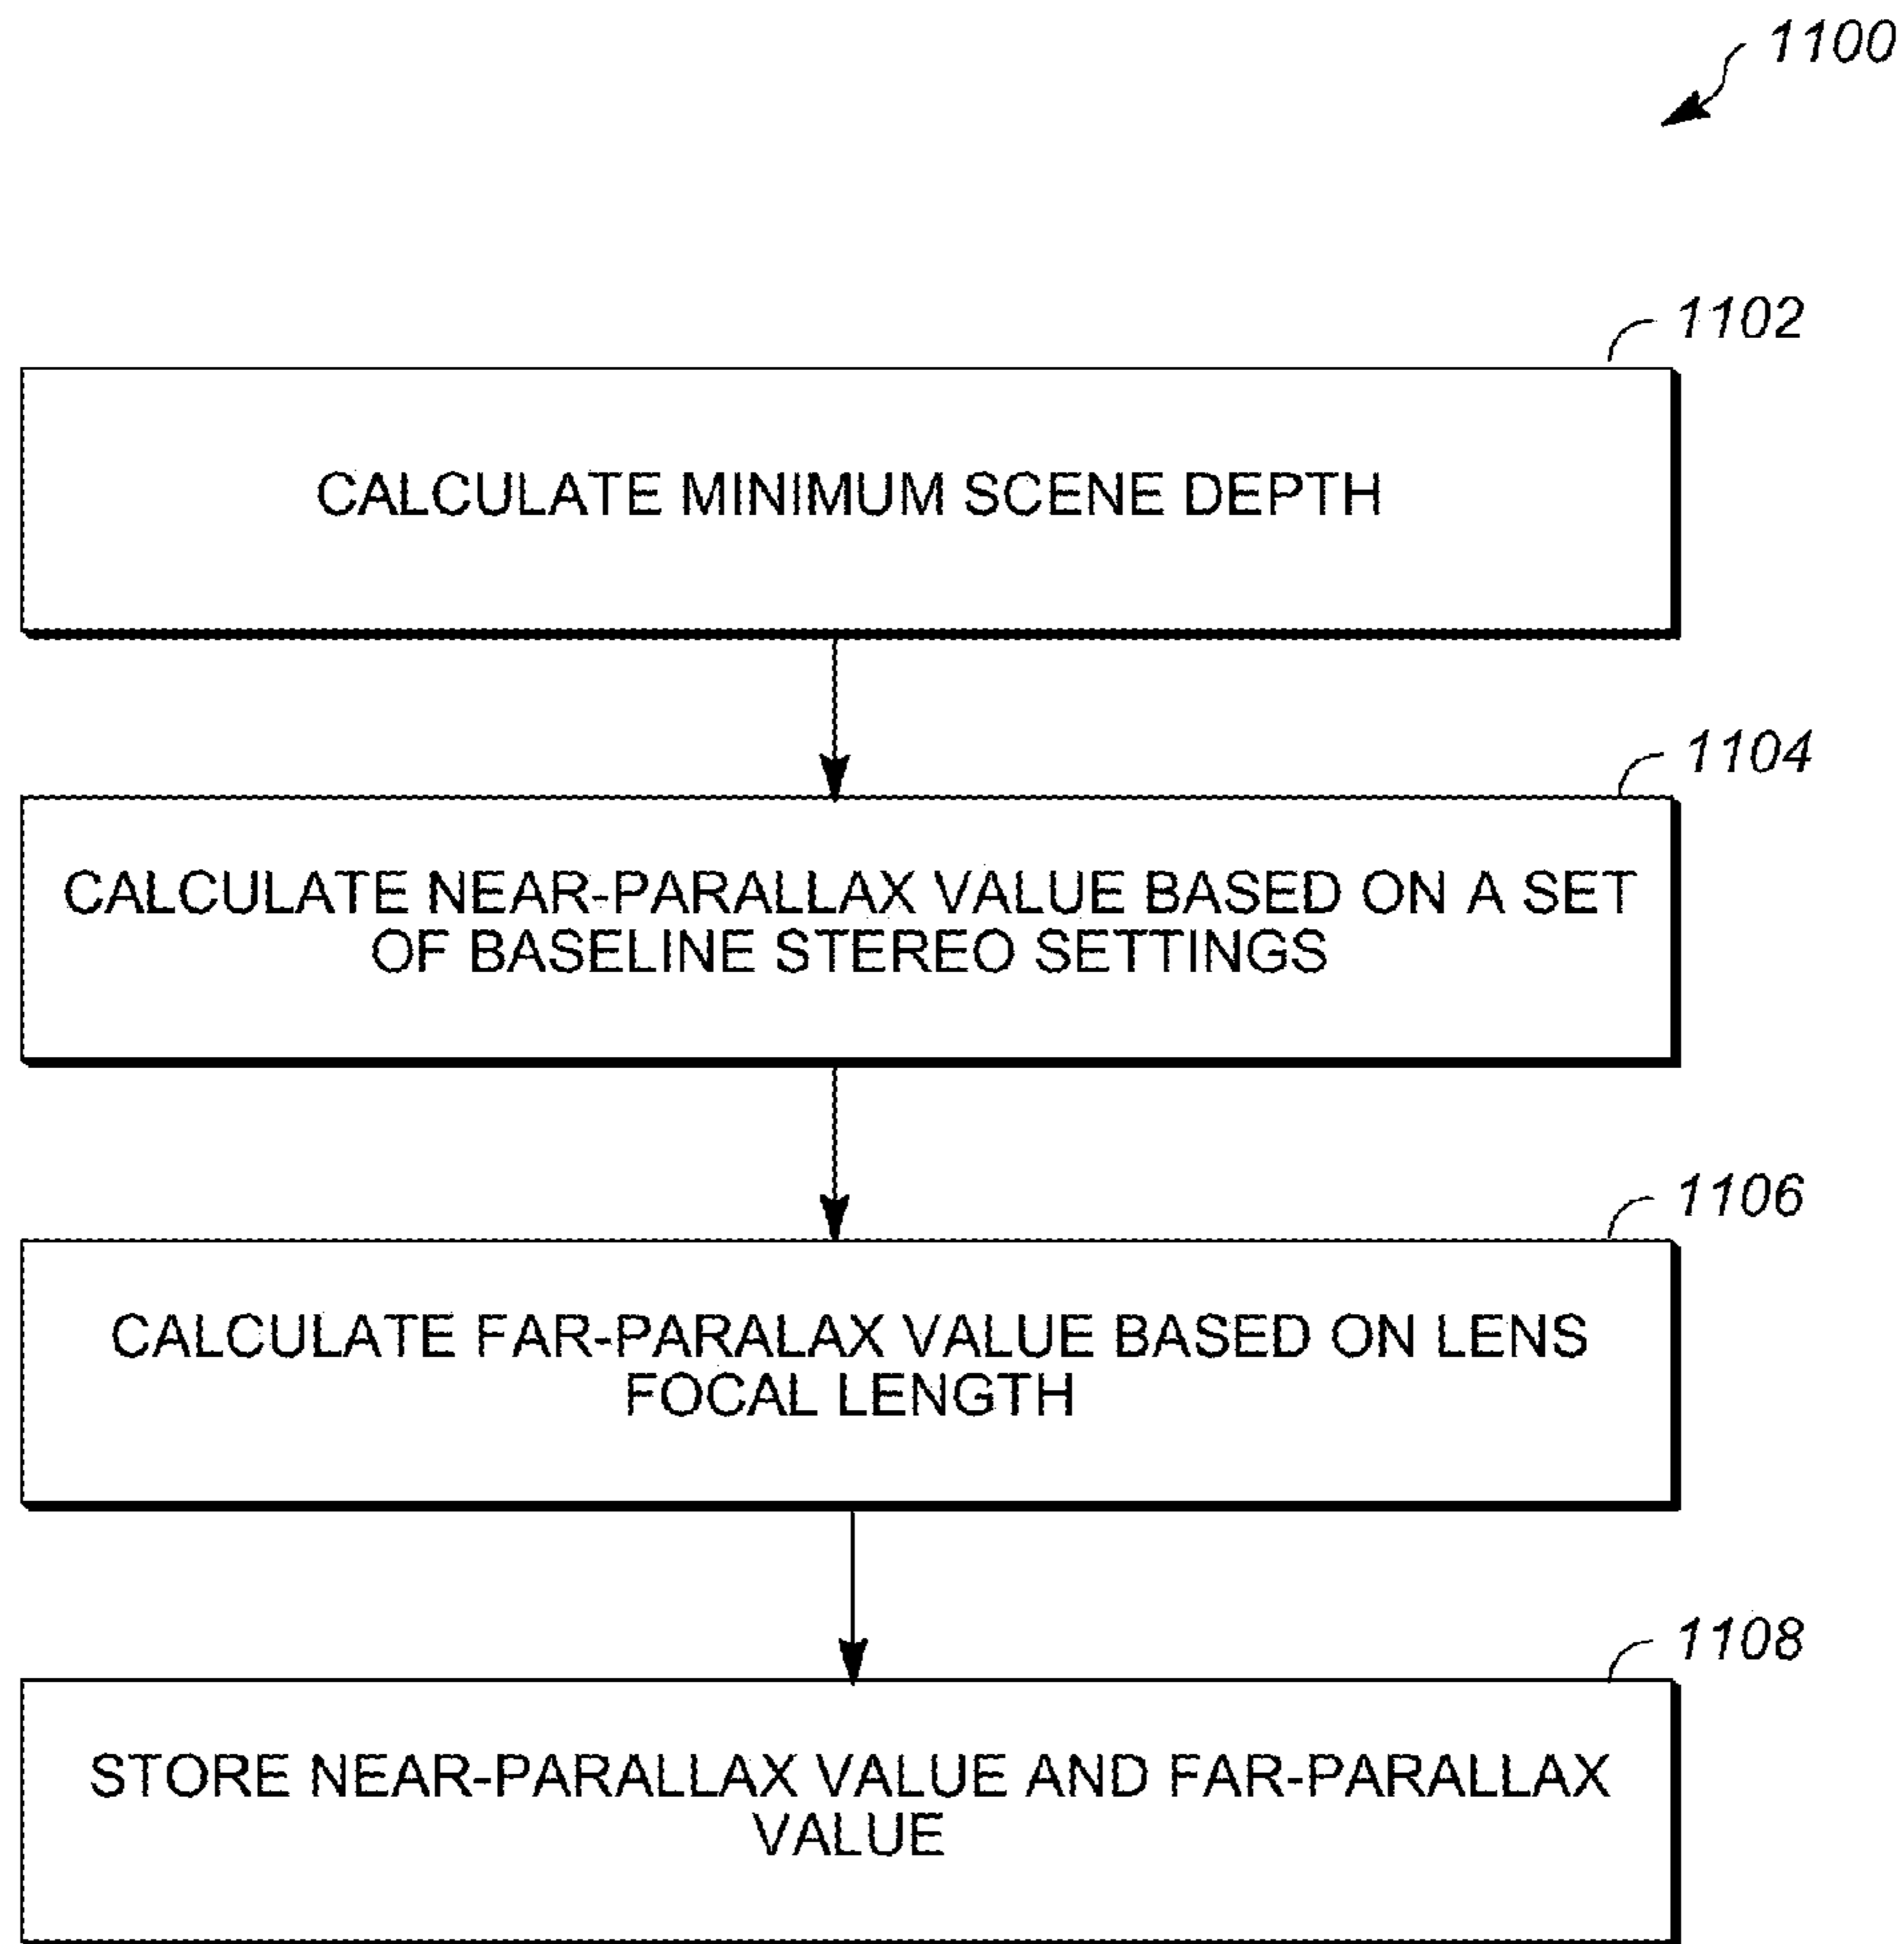 1100
1102
CALCULATE MINIMUM SCENE DEPTH
1104
CALCULATE NEAR-PARALLAX VALUE BASED ON A SET
OF BASELINE STEREO SETTINGS
1106
CALCULATE FAR-PARALAX VALUE BASED ON LENS
FOCAL LENGTH
1108
STORE NEAR-PARALLAX VALUE AND FAR-PARALLAX
VALUE